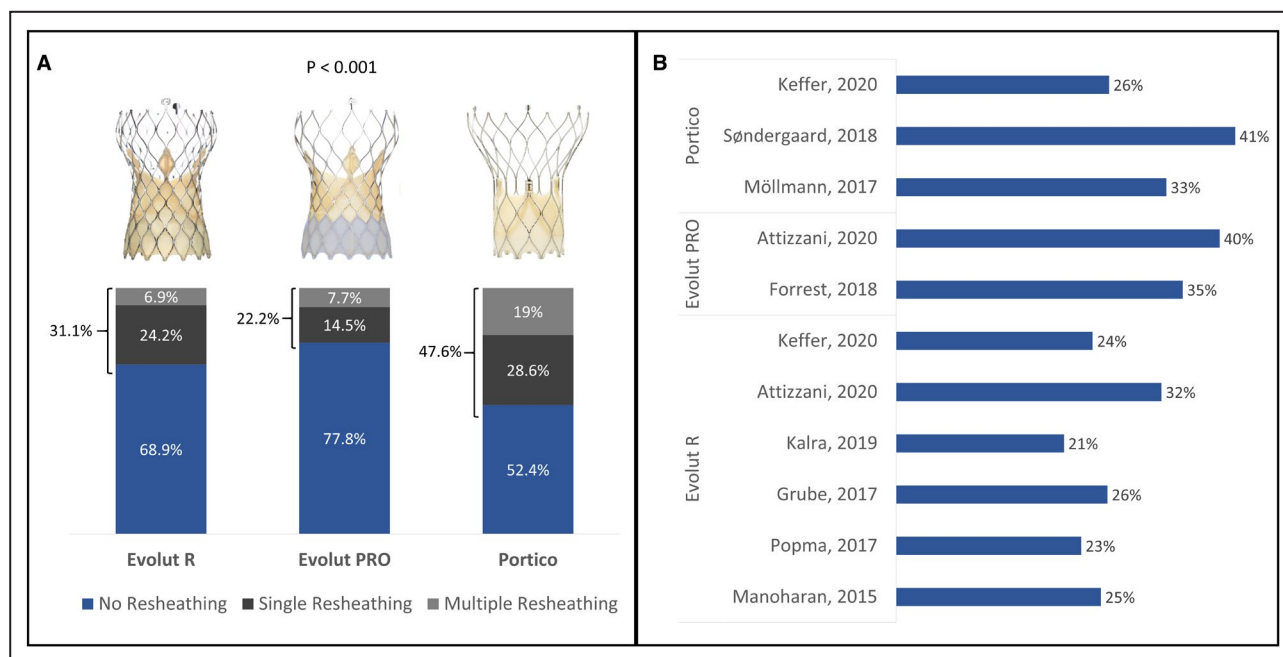 A
P < 0.001
6.9%
31.1%
24.2%
68.9%
7.7%
22.2%
14.5%
77.8%
19%
47.6%
28.6%
52.4%
Evolut R
Evolut PRO
Portico
No Resheathing
Single Resheathing
Multiple Resheathing
B
Portico
Keffer, 2020
26%
Søndergaard, 2018
41%
Möllmann, 2017
33%
Evolut PRO
Attizzani, 2020
40%
Forrest, 2018
35%
Evolut R
Keffer, 2020
24%
Attizzani, 2020
32%
Kalra, 2019
21%
Grube, 2017
26%
Popma, 2017
23%
Manoharan, 2015
25%